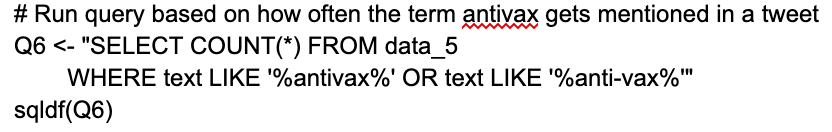 # Run query based on how often the term antivax gets mentioned in a tweet
Q6 <- "SELECT COUNT(*) FROM data_5
WHERE text LIKE '%antivax%' OR text LIKE '%anti-vax%'"
sqldf(Q6)